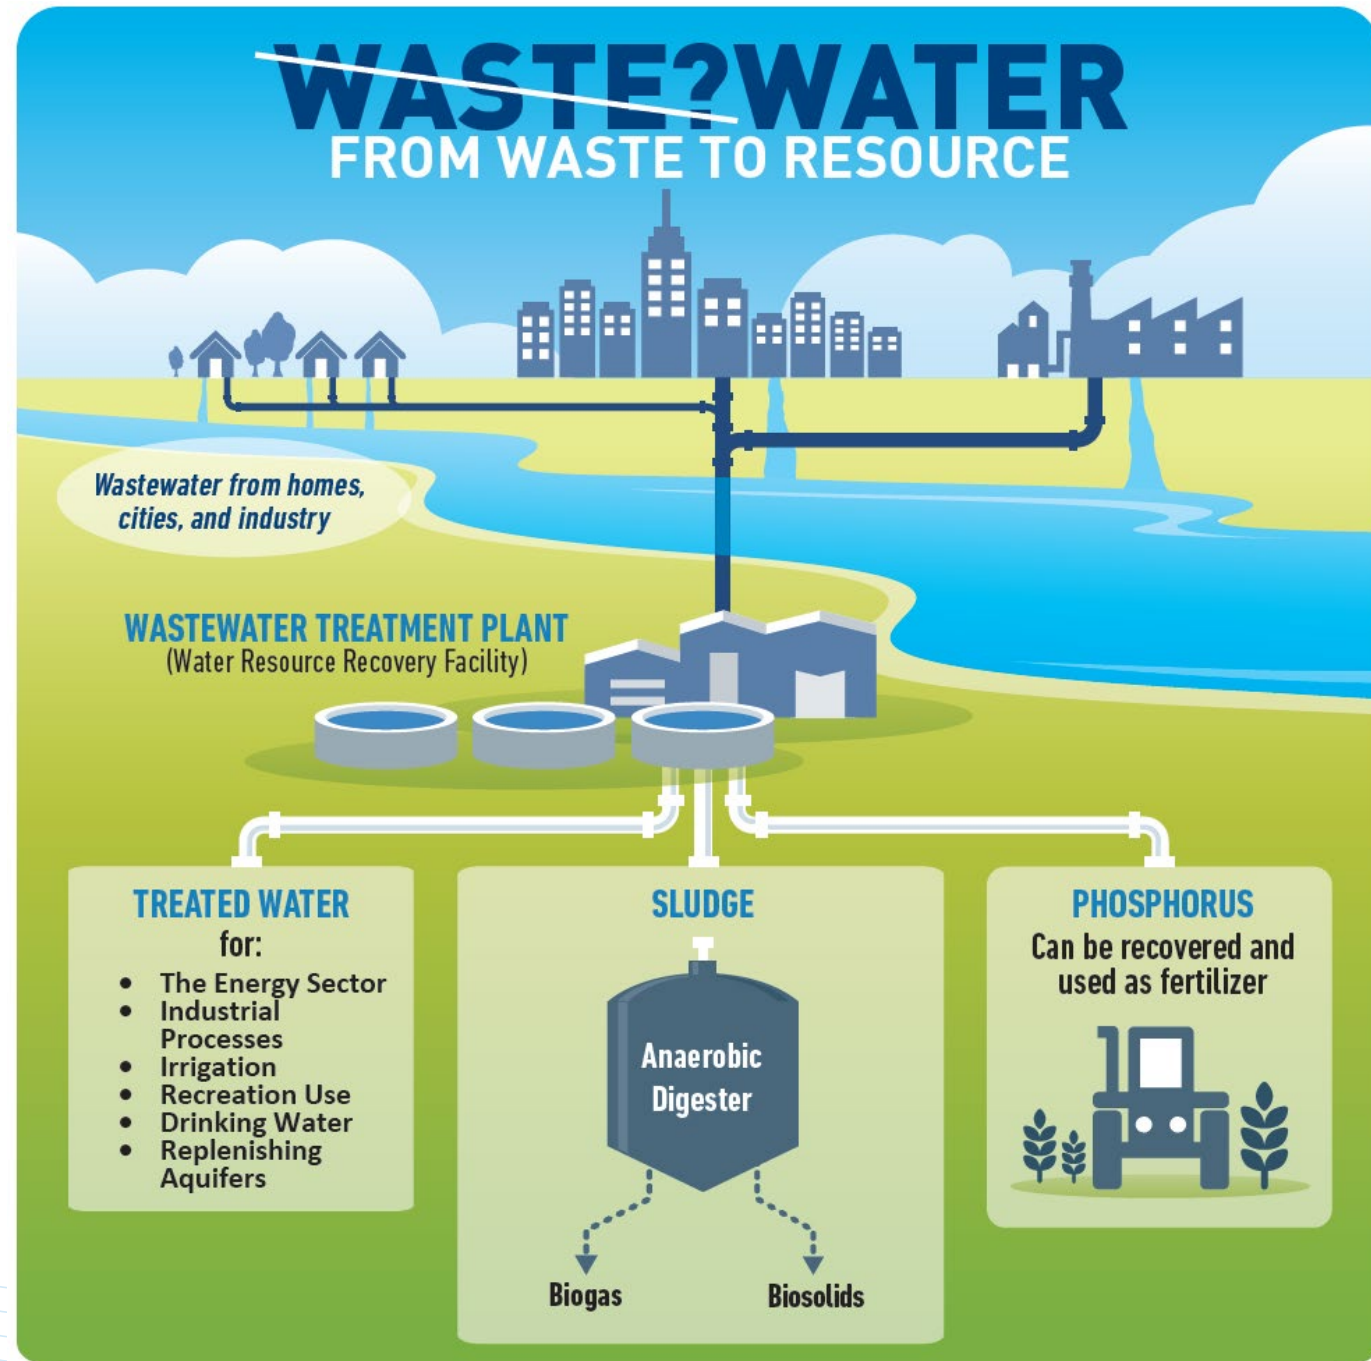 WASTE?WATER
FROM WASTE TO RESOURCE
Wastewater from homes,
cities, and industry
WASTEWATER TREATMENT PLANT
(Water Resource Recovery Facility)
TREATED WATER
for:
• The Energy Sector
• Industrial
Processes
• Irrigation
• Recreation Use
• Drinking Water
• Replenishing
Aquifers
SLUDGE
Anaerobic
Digester
Biogas
Biosolids
PHOSPHORUS
Can be recovered and
used as fertilizer